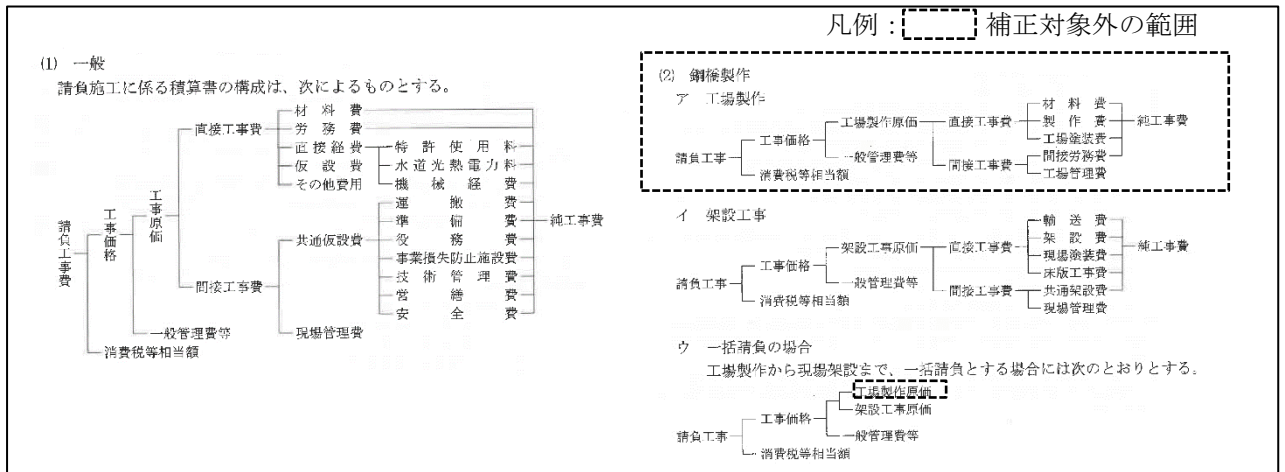 凡例： 補正対象外の範囲
(1) 一般
請負施工に係る積算書の構成は、次によるものとする。
請負工事費
工事価格
消費税等相当額
工事原価
一般管理費等
直接工事費
間接工事費
材料費
労務費
直接経費
仮設費
その他費用
特許使用料
水道光熱電力料
機械経費
共通仮設費
現場管理費
運搬費
準備費
役務費
事業損失防止施設費
技術管理費
営繕費
安全費
純工事費
(2) 鋼橋製作
ア 工場製作
請負工事
工事価格
消費税等相当額
工場製作原価
一般管理費等
直接工事費
間接工事費
材料費
製作費
工場塗装費
間接労務費
工場管理費
純工事費
イ 架設工事
請負工事
工事価格
消費税等相当額
架設工事原価
一般管理費等
直接工事費
間接工事費
輸送費
架設費
現場塗装費
床版工事費
共通架設費
現場管理費
純工事費
ウ 一括請負の場合
工場製作から現場架設まで、一括請負とする場合には次のとおりとする。
請負工事
工事価格
消費税等相当額
工場製作原価
架設工事原価
一般管理費等